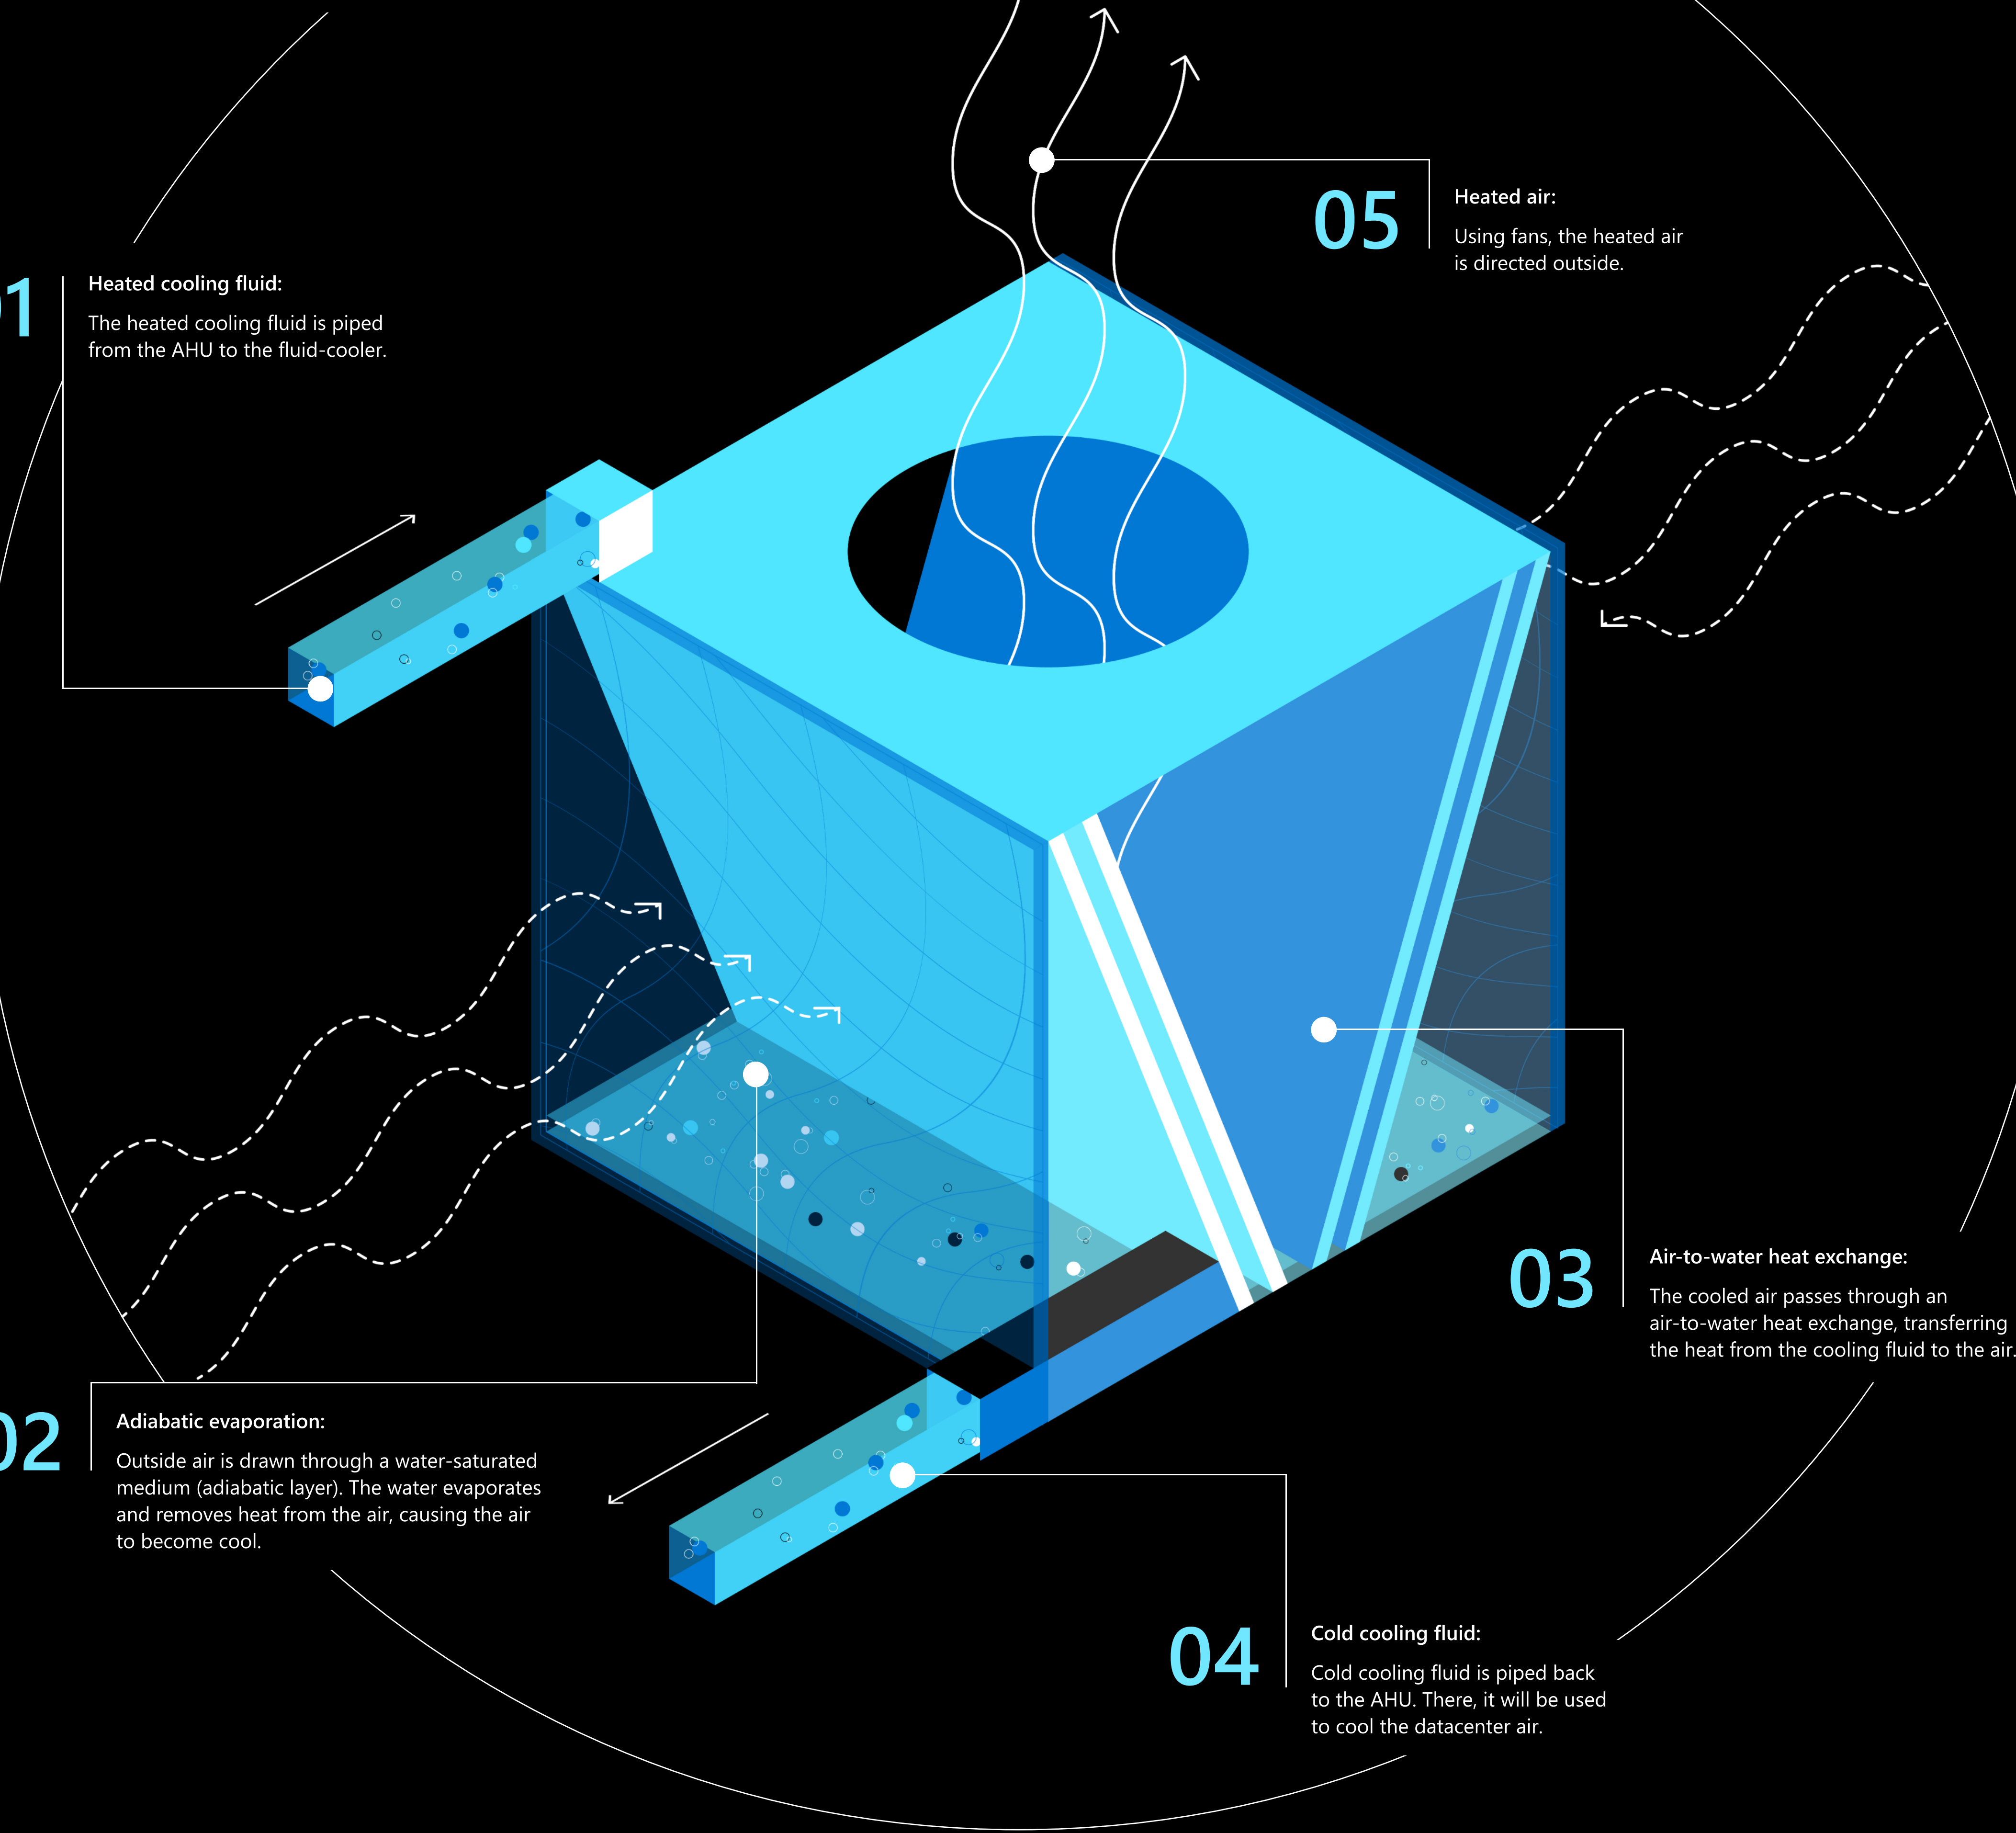 01
Heated cooling fluid:
The heated cooling fluid is piped
from the AHU to the fluid-cooler.
02
Adiabatic evaporation:
Outside air is drawn through a water-saturated
medium (adiabatic layer). The water evaporates
and removes heat from the air, causing the air
to become cool.
03
Air-to-water heat exchange:
The cooled air passes through an
air-to-water heat exchange, transferring
the heat from the cooling fluid to the air.
04
Cold cooling fluid:
Cold cooling fluid is piped back
to the AHU. There, it will be used
to cool the datacenter air.
05
Heated air:
Using fans, the heated air
is directed outside.